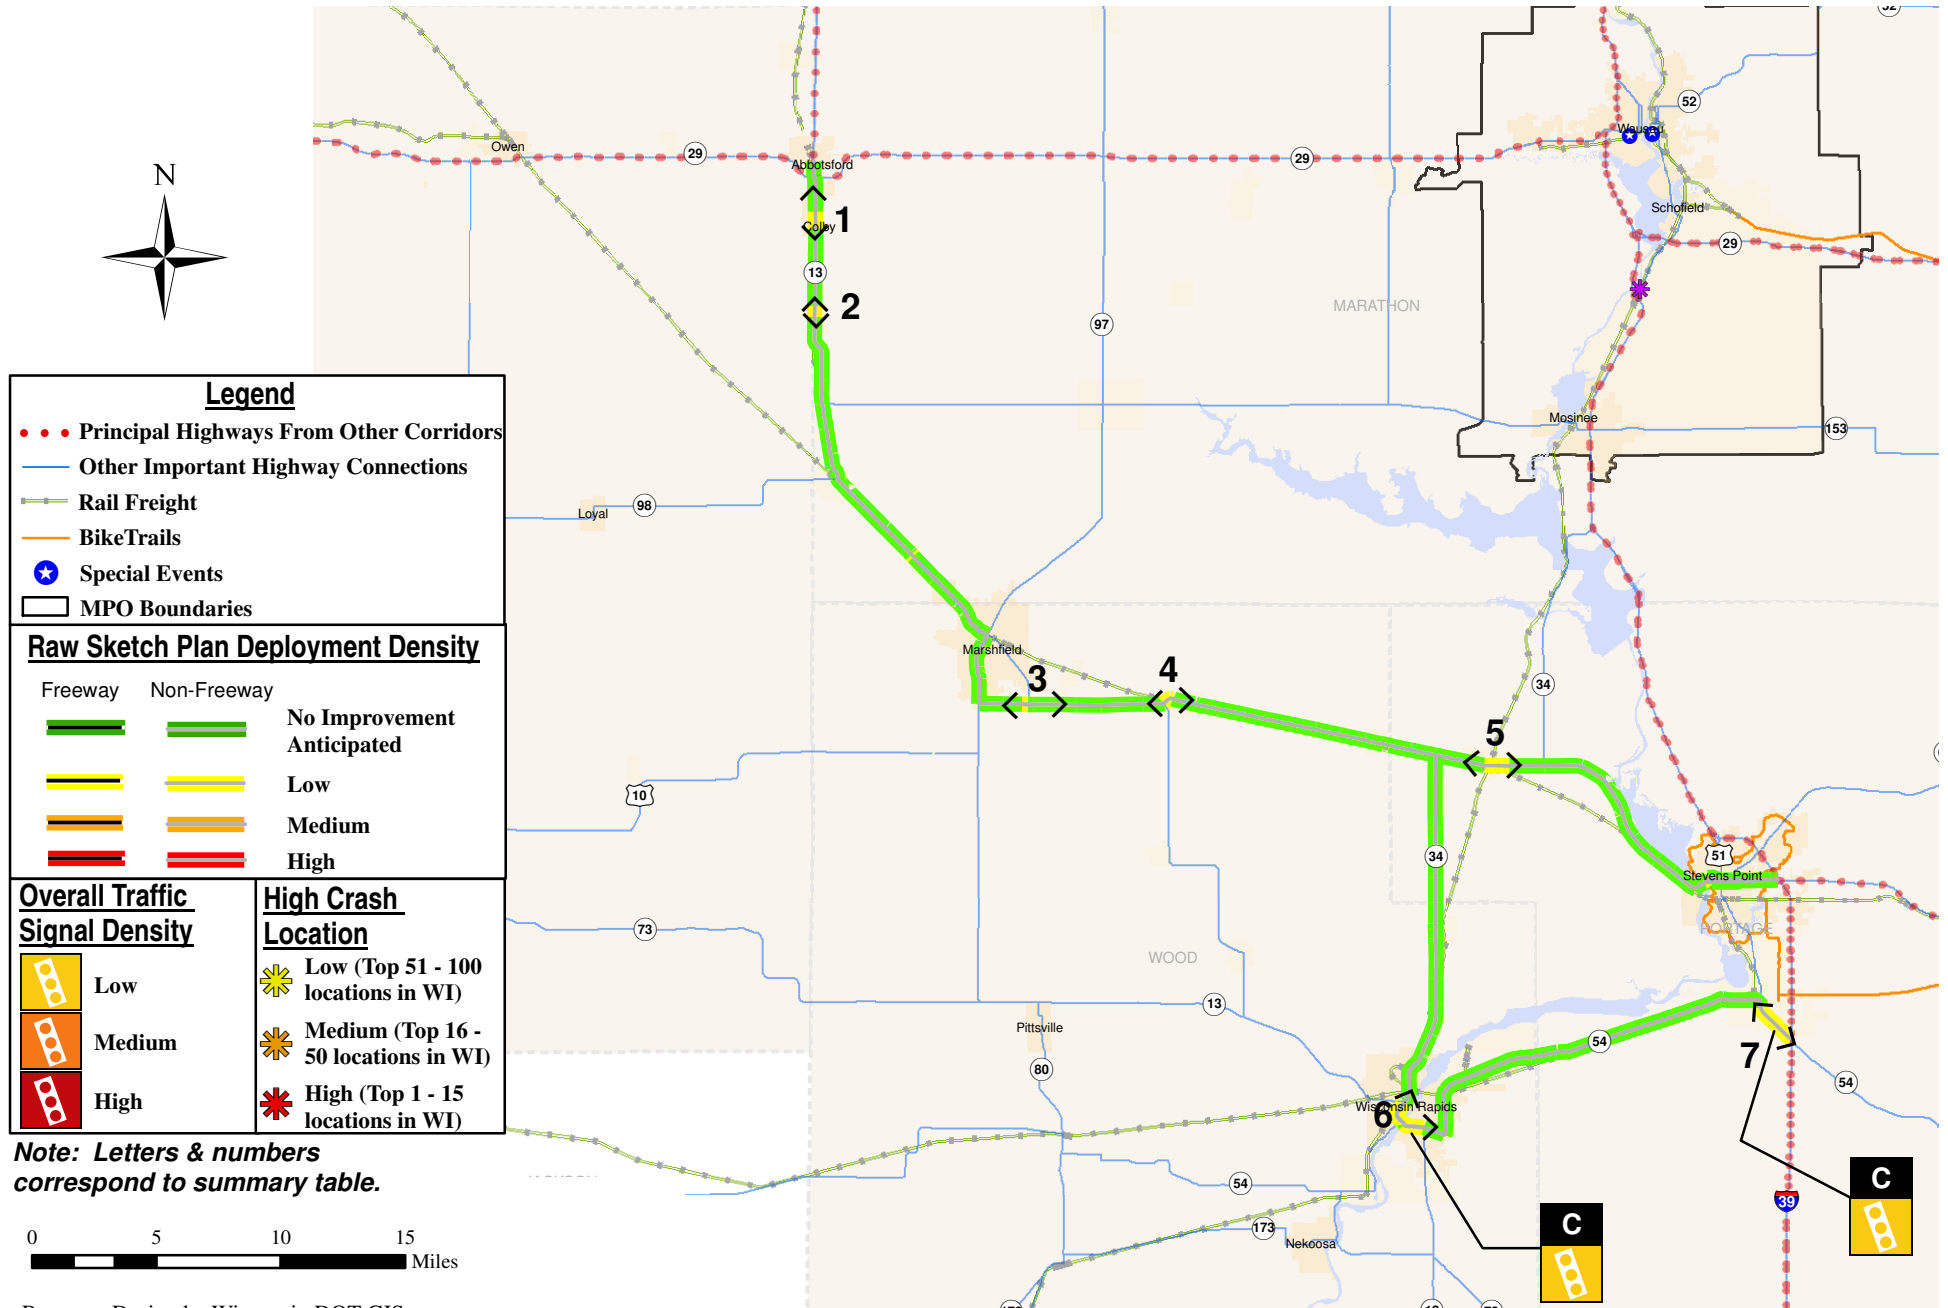 52
52
Wausau
Owen
29
Abbotsford
29
N
Schofield
1
Colby
29
13
2
MARATHON
97
Legend
Principal Highways From Other Corridors
Other Important Highway Connections
Rail Freight
BikeTrails
Special Events
MPO Boundaries
Mosinee
153
98
Loyal
Raw Sketch Plan Deployment Density
Freeway Non-Freeway
No Improvement
Anticipated
Low
Medium
High
Marshfield
3
4
34
5
10
34
51
Stevens Point
Overall Traffic
Signal Density
Low
Medium
High
High Crash
Location
Low (Top 51 - 100
locations in WI)
Medium (Top 16 -
50 locations in WI)
High (Top 1 - 15
locations in WI)
73
PORTAGE
WOOD
13
Pittsville
54
7
80
54
Wisconsin Rapids
6
Note: Letters & numbers
correspond to summary table.
JACKSON
54
C
39
173
C
Nekoosa
0 5 10 15
Miles